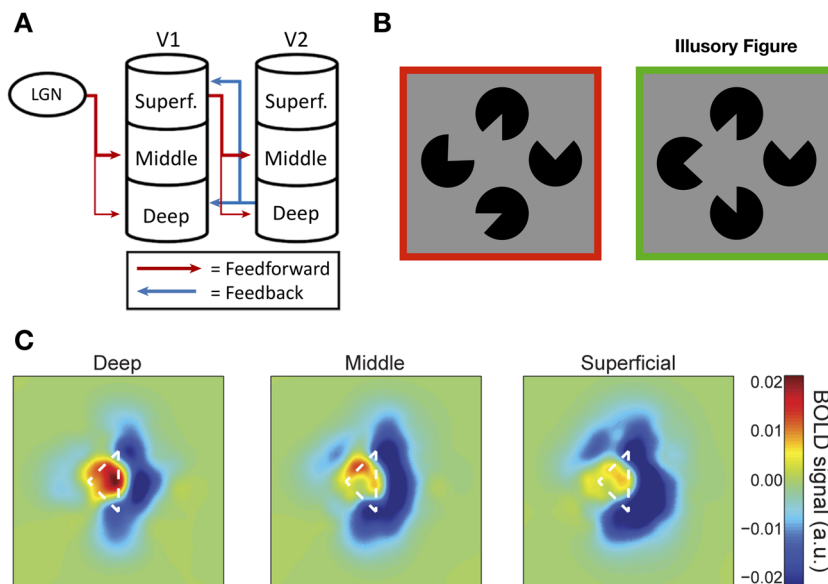 A
V1
V2
LGN
Superf.
Superf.
Middle
Middle
Deep
Deep
= Feedforward
= Feedback
B
Illusory Figure
C
Deep
Middle
Superficial
0.02
0.01
0.00
−0.01
−0.02
BOLD signal (a.u.)